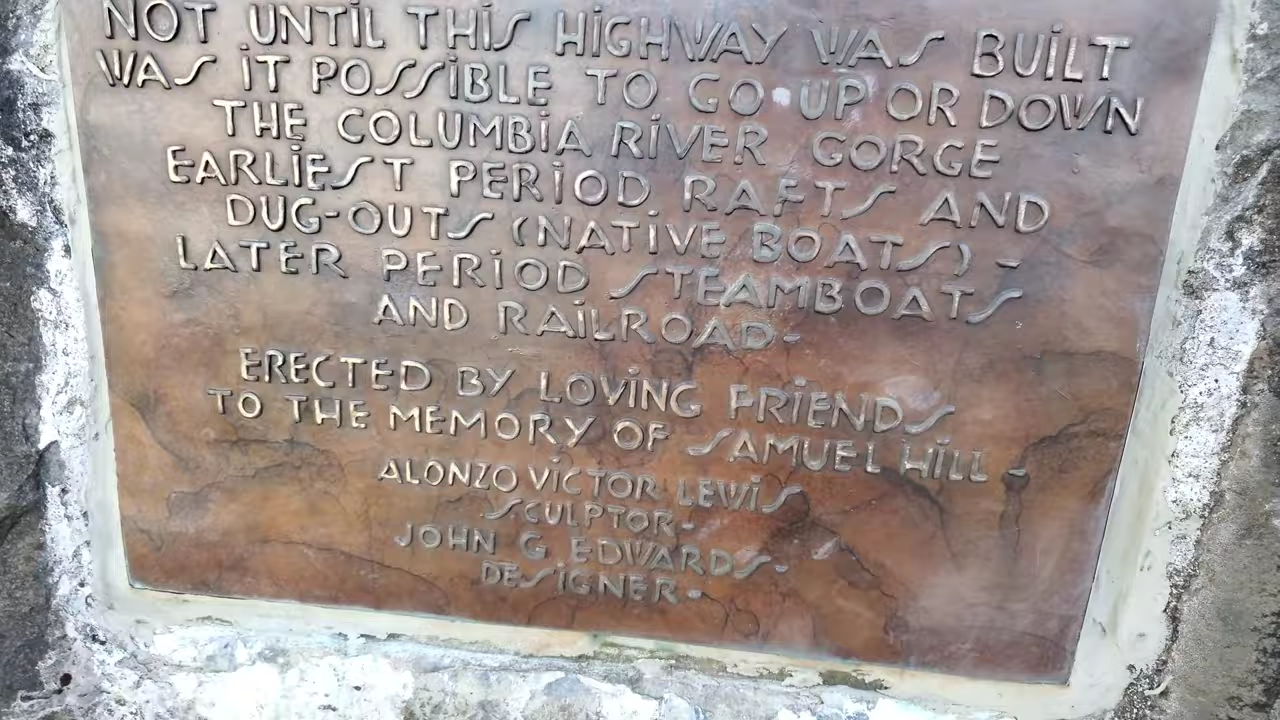 NOT UNTIL THIS HIGHWAY WAS BUILT
WAS IT POSSIBLE TO GO UP OR DOWN
THE COLUMBIA RIVER GORGE
EARLIEST PERIOD RAFTS AND
DUG-OUTS (NATIVE BOATS) -
LATER PERIOD STEAMBOATS
AND RAILROAD -
ERECTED BY LOVING FRIENDS
TO THE MEMORY OF SAMUEL HILL -
ALONZO VICTOR LEWIS
SCULPTOR -
JOHN G EDWARDS -
DESIGNER -